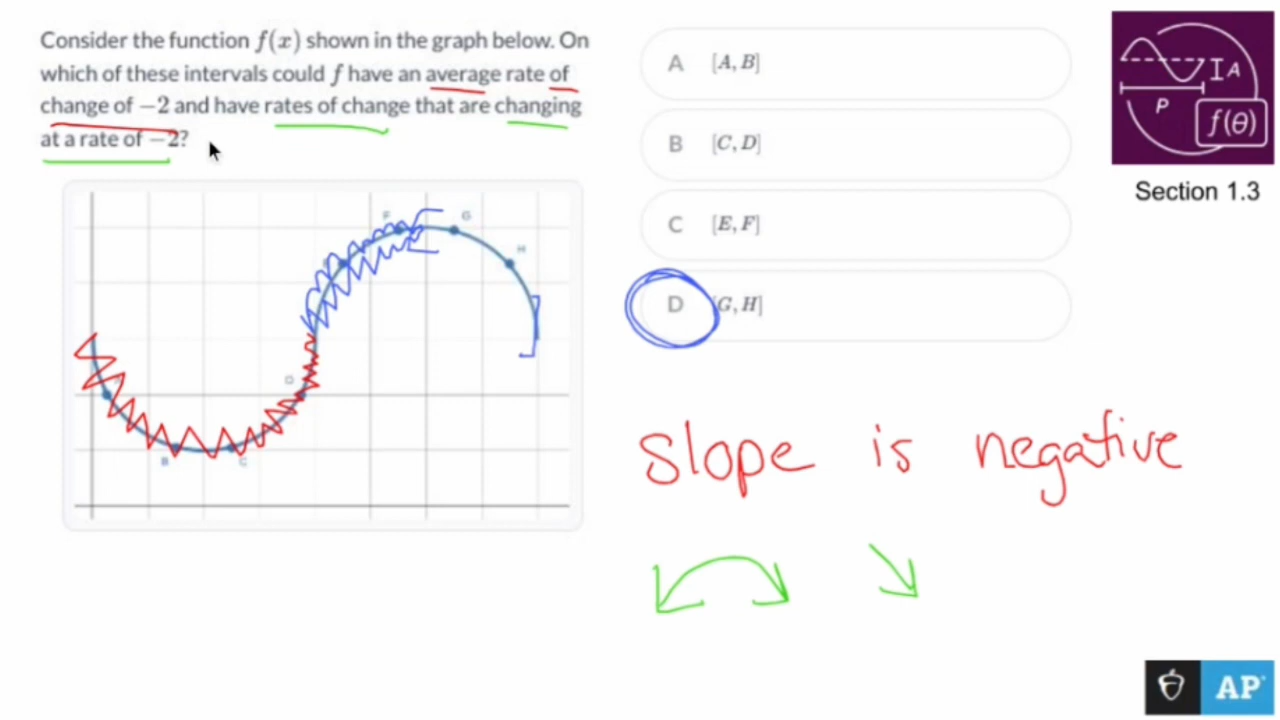 Consider the function f(x) shown in the graph below. On
which of these intervals could f have an average rate of
change of −2 and have rates of change that are changing
at a rate of −2?
A [A, B]
B [C, D]
C [E, F]
D [G, H]
A
P
f(θ)
Section 1.3
F
G
H
D
B
C
slope is negative
AP